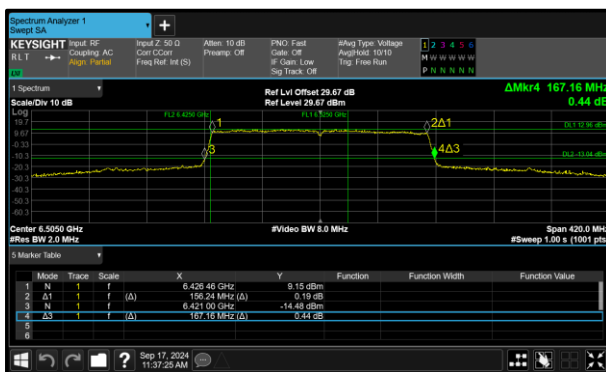 Spectrum Analyzer 1
Swept SA
+
KEYSIGHT Input: RF Input Z: 50 Ω Atten: 10 dB PNO: Fast #Avg Type: Voltage 1 2 3 4 5 6
RLT Coupling: AC Corr CCorr Preamp: Off Gate: Off Avg|Hold: 10/10 M W W W W W
Align: Partial Freq Ref: Int (S) IF Gain: Low Trig: Free Run P N N N N N
Sig Track: Off
1 Spectrum Ref Lvl Offset 29.67 dB ΔMkr4 167.16 MHz
Scale/Div 10 dB Ref Level 29.67 dBm 0.44 dB
Log
19.7 FL2 6.4250 GHz 1 2Δ1 DL1 12.96 dBm
9.67
-0.33
-10.3 3 4Δ3 DL2 -13.04 dBm
-20.3
-30.3
-40.3
-50.3
-60.3
Center 6.5050 GHz #Video BW 8.0 MHz Span 420.0 MHz
#Res BW 2.0 MHz #Sweep 1.00 s (1001 pts)
5 Marker Table
Mode Trace Scale X Y Function Function Width Function Value
1 N 1 f 6.426 46 GHz 9.15 dBm
2 Δ1 1 f (Δ) 156.24 MHz (Δ) 0.19 dB
3 N 1 f 6.421 00 GHz -14.48 dBm
4 Δ3 1 f (Δ) 167.16 MHz (Δ) 0.44 dB
5
6
? Sep 17, 2024
11:37:25 AM